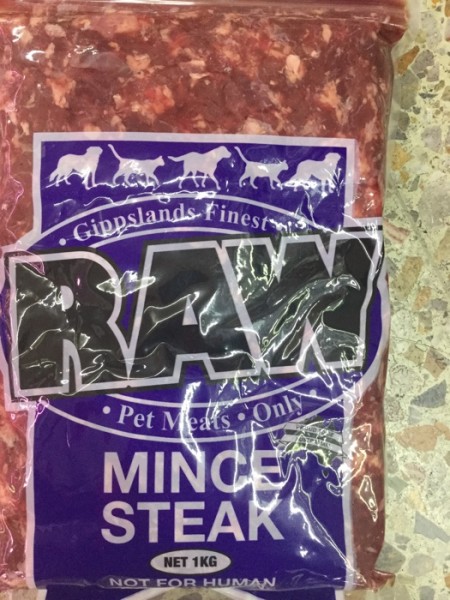 Gippslands Finest
RAW
• Pet Meats • Only •
MINCE
STEAK
NET 1KG
NOT FOR HUMAN